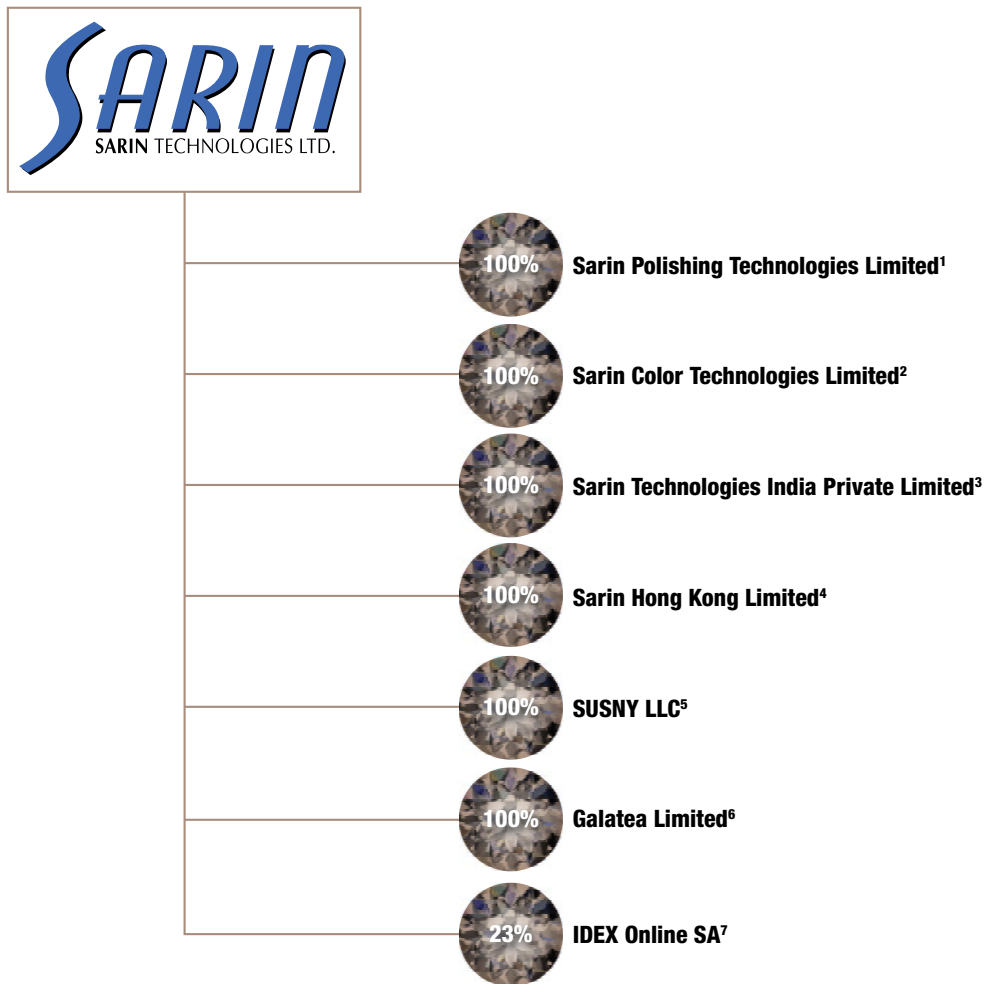 SARIN
SARIN TECHNOLOGIES LTD.
100% Sarin Polishing Technologies Limited¹
100% Sarin Color Technologies Limited²
100% Sarin Technologies India Private Limited³
100% Sarin Hong Kong Limited⁴
100% SUSNY LLC⁵
100% Galatea Limited⁶
23% IDEX Online SA⁷